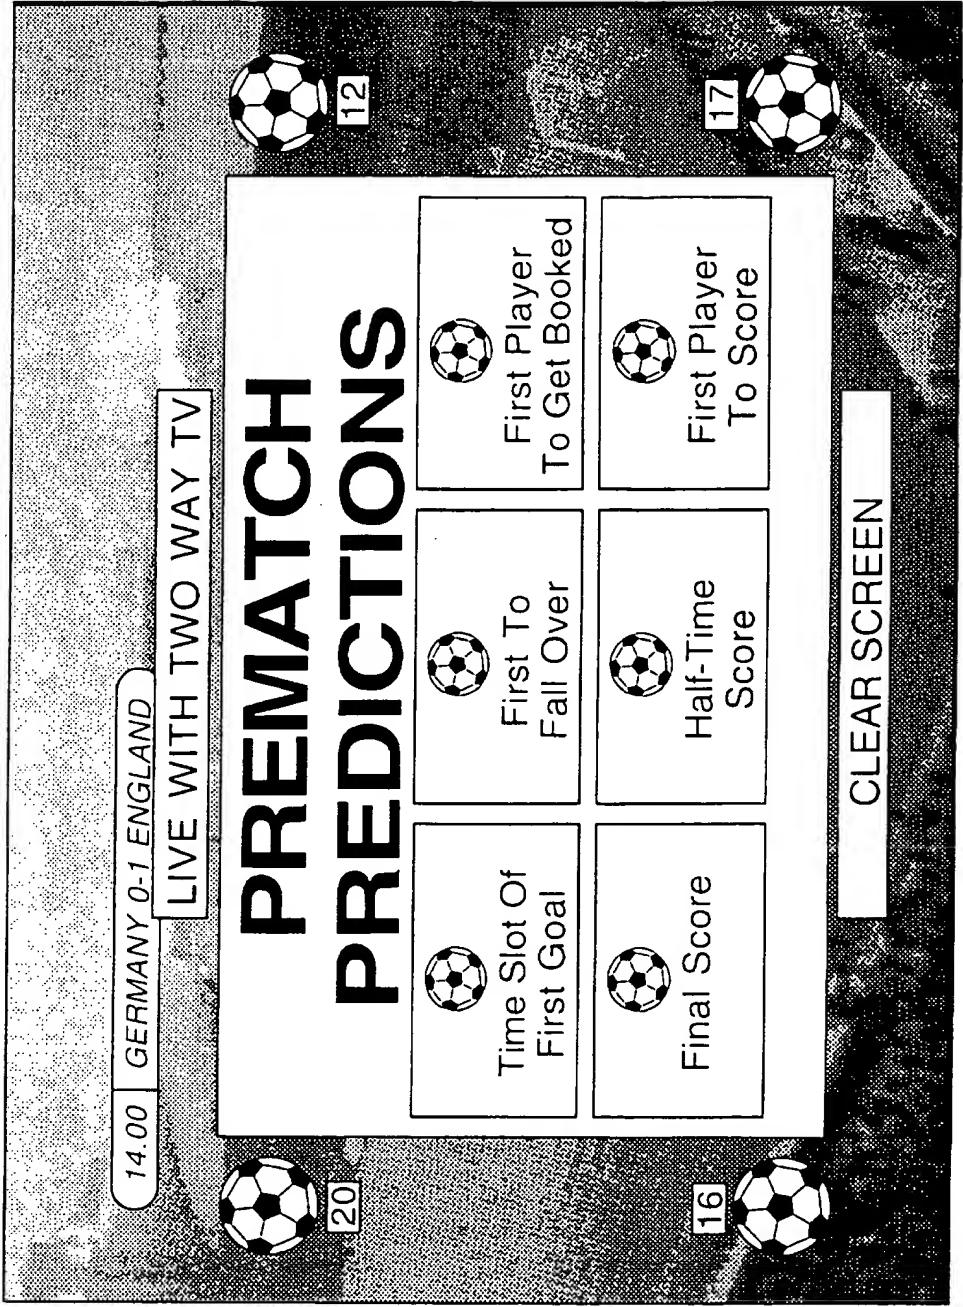 14.00 GERMANY 0-1 ENGLAND
LIVE WITH TWO WAY TV
20
12
PREMATCH
PREDICTIONS
Time Slot Of
First Goal
First To
Fall Over
First Player
To Get Booked
Final Score
Half-Time
Score
First Player
To Score
16
17
CLEAR SCREEN